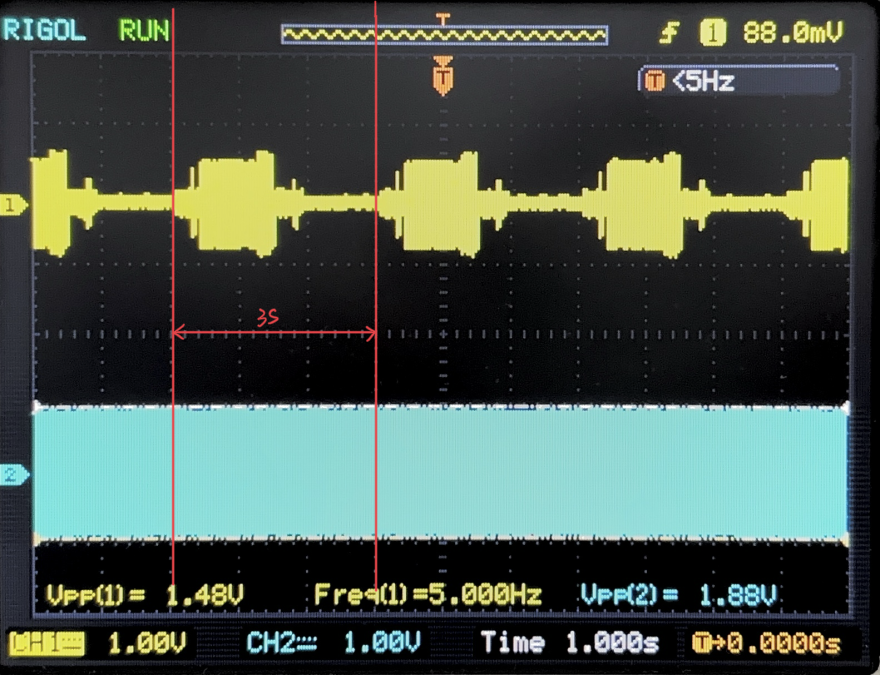 RIGOL RUN T 1 88.0mV
T T <5Hz
1
3S
2
Vpp(1)= 1.48V Freq(1)=5.000Hz Vpp(2)= 1.88V
CH1 1.00V CH2 1.00V Time 1.000s T→0.0000s